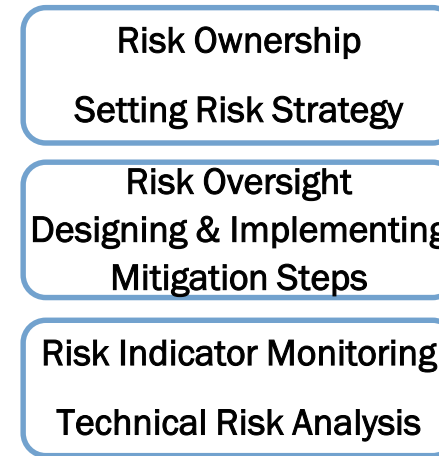 Risk Ownership
Setting Risk Strategy
Risk Oversight
Designing & Implementing
Mitigation Steps
Risk Indicator Monitoring
Technical Risk Analysis